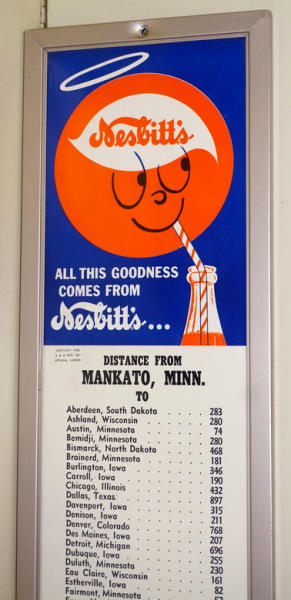 Nesbitt's
ALL THIS GOODNESS
COMES FROM
Nesbitt's...
DISTANCE FROM
MANKATO, MINN.
TO
Aberdeen, South Dakota . . . . 283
Ashland, Wisconsin . . . . 280
Austin, Minnesota . . . . 74
Bemidji, Minnesota . . . . 280
Bismarck, North Dakota . . . . 468
Brainerd, Minnesota . . . . 181
Burlington, Iowa . . . . 346
Carroll, Iowa . . . . 190
Chicago, Illinois . . . . 432
Dallas, Texas . . . . 897
Davenport, Iowa . . . . 315
Denison, Iowa . . . . 211
Denver, Colorado . . . . 768
Des Moines, Iowa . . . . 207
Detroit, Michigan . . . . 696
Dubuque, Iowa . . . . 255
Duluth, Minnesota . . . . 230
Eau Claire, Wisconsin . . . . 161
Estherville, Iowa . . . . 82
Fairmont, Minnesota . . . .